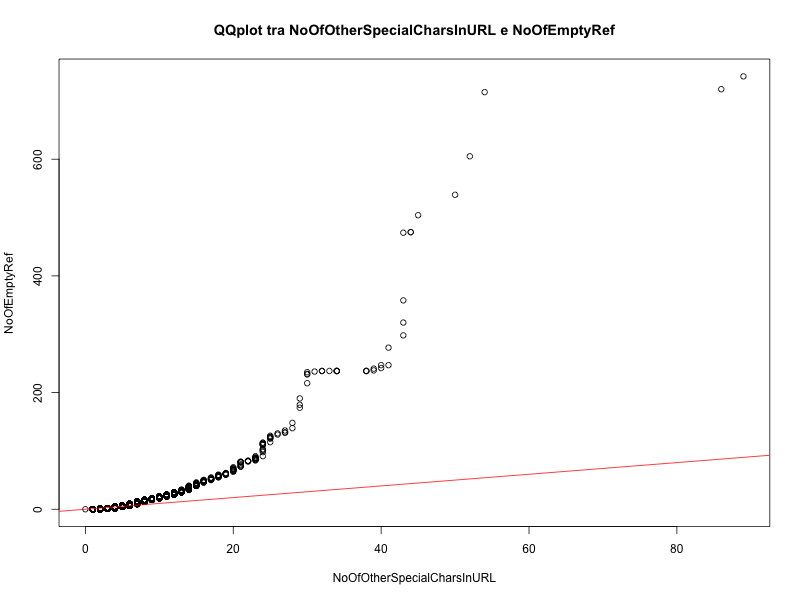 QQplot tra NoOfOtherSpecialCharsInURL e NoOfEmptyRef
NoOfEmptyRef
600
400
200
0
0 20 40 60 80
NoOfOtherSpecialCharsInURL